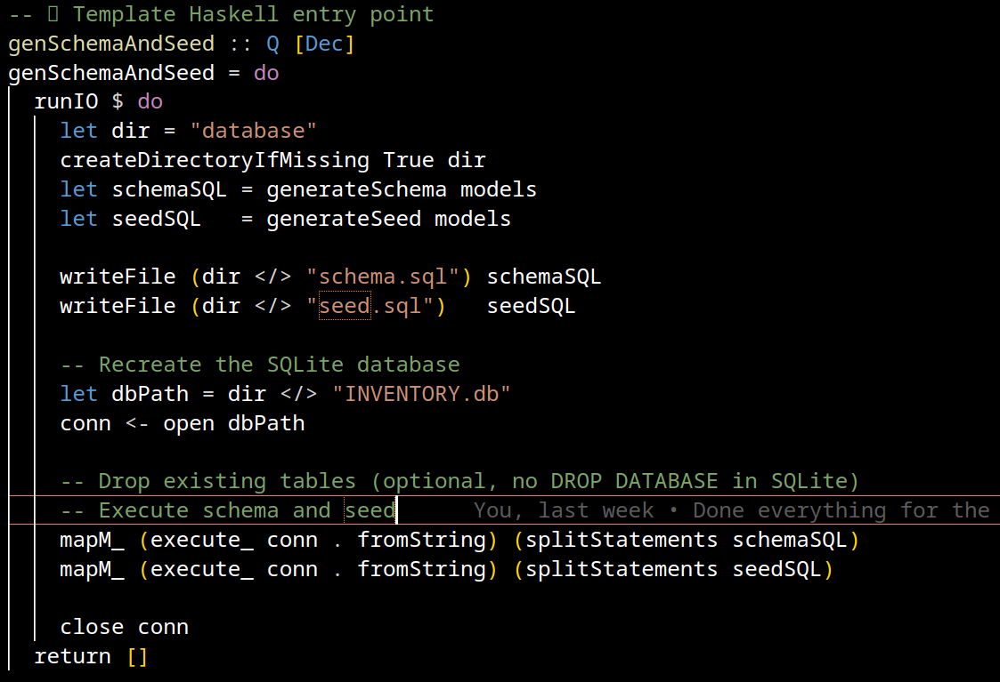 -- Template Haskell entry point
genSchemaAndSeed :: Q [Dec]
genSchemaAndSeed = do
runIO $ do
let dir = "database"
createDirectoryIfMissing True dir
let schemaSQL = generateSchema models
let seedSQL   = generateSeed models
writeFile (dir </> "schema.sql") schemaSQL
writeFile (dir </> "seed.sql")   seedSQL
-- Recreate the SQLite database
let dbPath = dir </> "INVENTORY.db"
conn <- open dbPath
-- Drop existing tables (optional, no DROP DATABASE in SQLite)
-- Execute schema and seed You, last week • Done everything for the
mapM_ (execute_ conn . fromString) (splitStatements schemaSQL)
mapM_ (execute_ conn . fromString) (splitStatements seedSQL)
close conn
return []